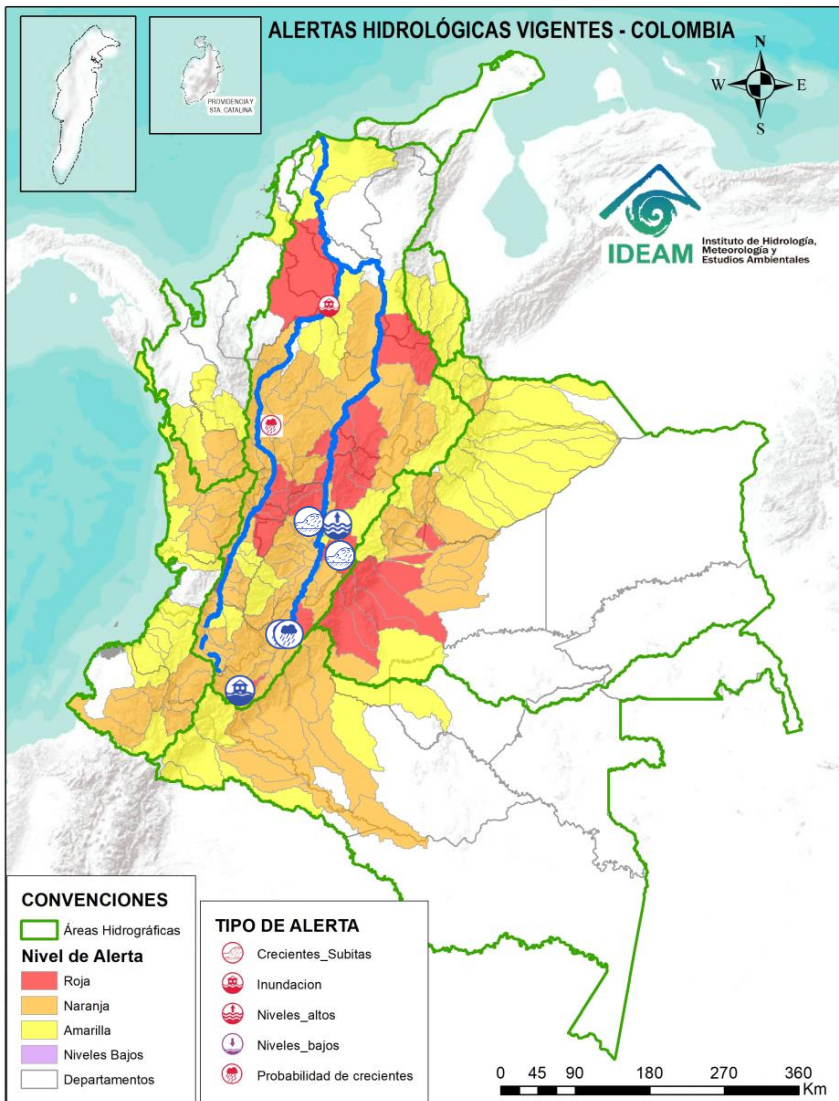 ALERTAS HIDROLÓGICAS VIGENTES - COLOMBIA
PROVIDENCIA Y
STA. CATALINA
N
W
E
S
IDEAM
Instituto de Hidrología,
Meteorología y
Estudios Ambientales
CONVENCIONES
Áreas Hidrográficas
Nivel de Alerta
Roja
Naranja
Amarilla
Niveles Bajos
Departamentos
TIPO DE ALERTA
Crecientes_Subitas
Inundacion
Niveles_altos
Niveles_bajos
Probabilidad de crecientes
0 45 90 180 270 360
Km